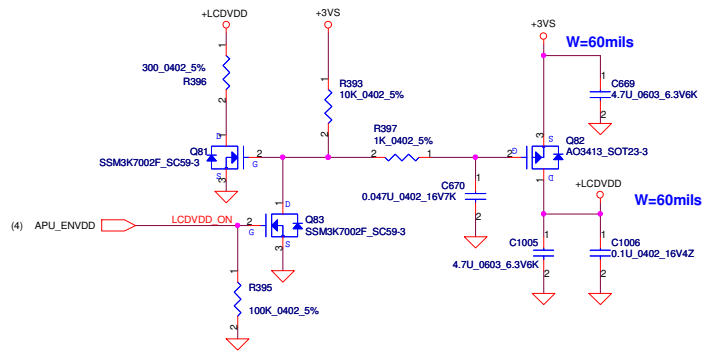 +LCDVDD
+3VS
+3VS
W=60mils
1
300_0402_5%
R396
2
1
R393
10K_0402_5%
2
C669
4.7U_0603_6.3V6K
1
2
R397
1K_0402_5%
2
1
Q81
SSM3K7002F_SC59-3
1
D
2
G
S
3
3
S
Q82
AO3413_SOT23-3
2
G
D
1
C670
0.047U_0402_16V7K
1
2
+LCDVDD
W=60mils
(4) APU_ENVDD
LCDVDD_ON
2
G
1
D
Q83
SSM3K7002F_SC59-3
S
3
1
C1005
4.7U_0603_6.3V6K
2
1
C1006
0.1U_0402_16V4Z
2
1
R395
100K_0402_5%
2